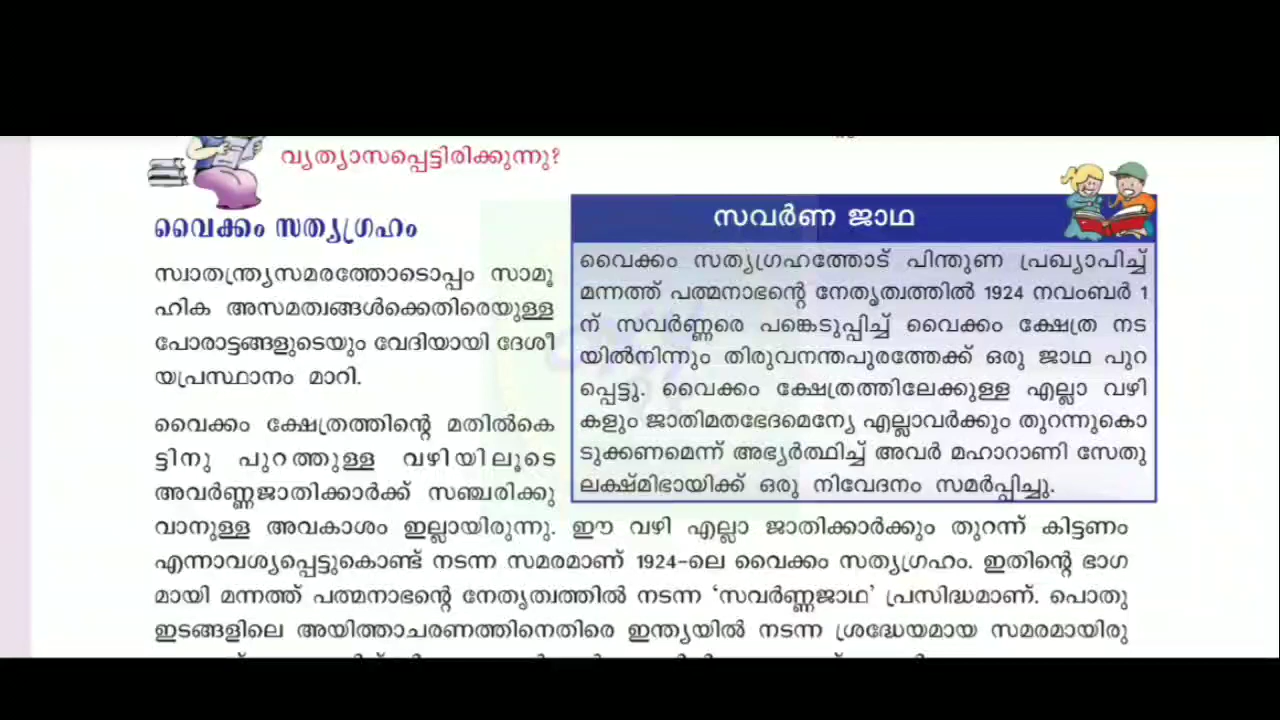 വ്യത്യാസപ്പെട്ടിരിക്കുന്നു?
വൈക്കം സത്യഗ്രഹം
സ്വാതന്ത്ര്യസമരത്തോടൊപ്പം സാമൂ
ഹിക അസമത്വങ്ങൾക്കെതിരെയുള്ള
പോരാട്ടങ്ങളുടെയും വേദിയായി ദേശീ
യപ്രസ്ഥാനം മാറി.
വൈക്കം ക്ഷേത്രത്തിന്റെ മതിൽകെ
ട്ടിനു പുറത്തുള്ള വഴിയിലൂടെ
അവർണ്ണജാതിക്കാർക്ക് സഞ്ചരിക്കു
സവർണ ജാഥ
വൈക്കം സത്യഗ്രഹത്തോട് പിന്തുണ പ്രഖ്യാപിച്ച്
മന്നത്ത് പത്മനാഭന്റെ നേതൃത്വത്തിൽ 1924 നവംബർ 1
ന് സവർണ്ണരെ പങ്കെടുപ്പിച്ച് വൈക്കം ക്ഷേത്ര നട
യിൽനിന്നും തിരുവനന്തപുരത്തേക്ക് ഒരു ജാഥ പുറ
പ്പെട്ടു. വൈക്കം ക്ഷേത്രത്തിലേക്കുള്ള എല്ലാ വഴി
കളും ജാതിമതഭേദമെന്യേ എല്ലാവർക്കും തുറന്നുകൊ
ടുക്കണമെന്ന് അഭ്യർത്ഥിച്ച് അവർ മഹാറാണി സേതു
ലക്ഷ്മിഭായിക്ക് ഒരു നിവേദനം സമർപ്പിച്ചു.
വാനുള്ള അവകാശം ഇല്ലായിരുന്നു. ഈ വഴി എല്ലാ ജാതിക്കാർക്കും തുറന്ന് കിട്ടണം
എന്നാവശ്യപ്പെട്ടുകൊണ്ട് നടന്ന സമരമാണ് 1924-ലെ വൈക്കം സത്യഗ്രഹം. ഇതിന്റെ ഭാഗ
മായി മന്നത്ത് പത്മനാഭന്റെ നേതൃത്വത്തിൽ നടന്ന ‘സവർണ്ണജാഥ’ പ്രസിദ്ധമാണ്. പൊതു
ഇടങ്ങളിലെ അയിത്താചരണത്തിനെതിരെ ഇന്ത്യയിൽ നടന്ന ശ്രദ്ധേയമായ സമരമായിരു